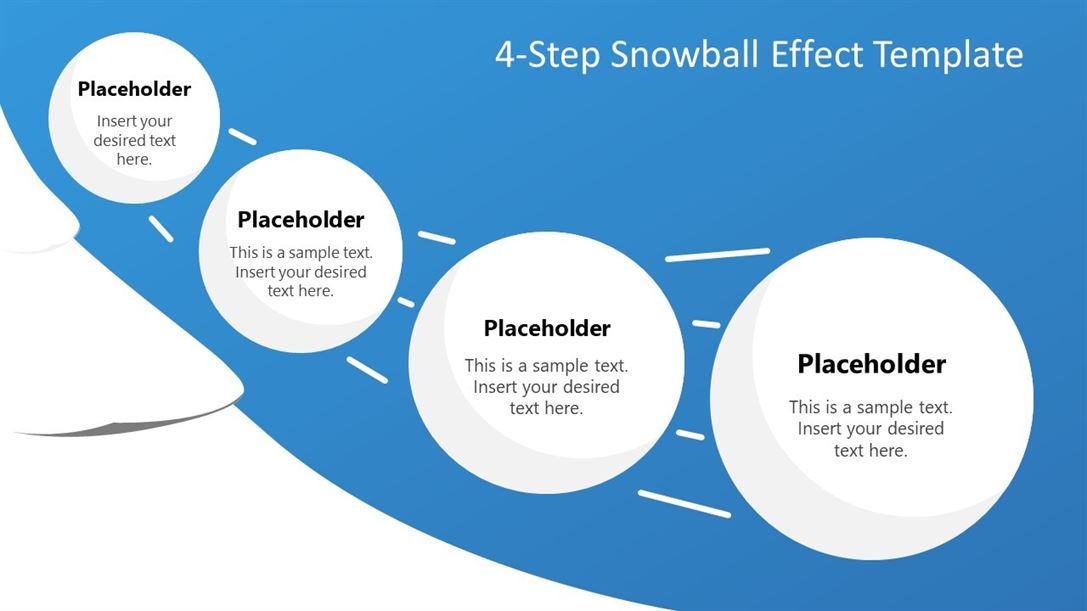 4-Step Snowball Effect Template
Placeholder
Insert your
desired text
here.
Placeholder
This is a sample text.
Insert your desired
text here.
Placeholder
This is a sample text.
Insert your desired
text here.
Placeholder
This is a sample text.
Insert your desired
text here.